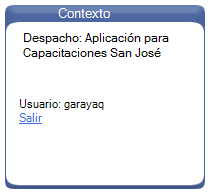 Contexto
Despacho: Aplicación para
Capacitaciones San José
Usuario: garayaq
Salir